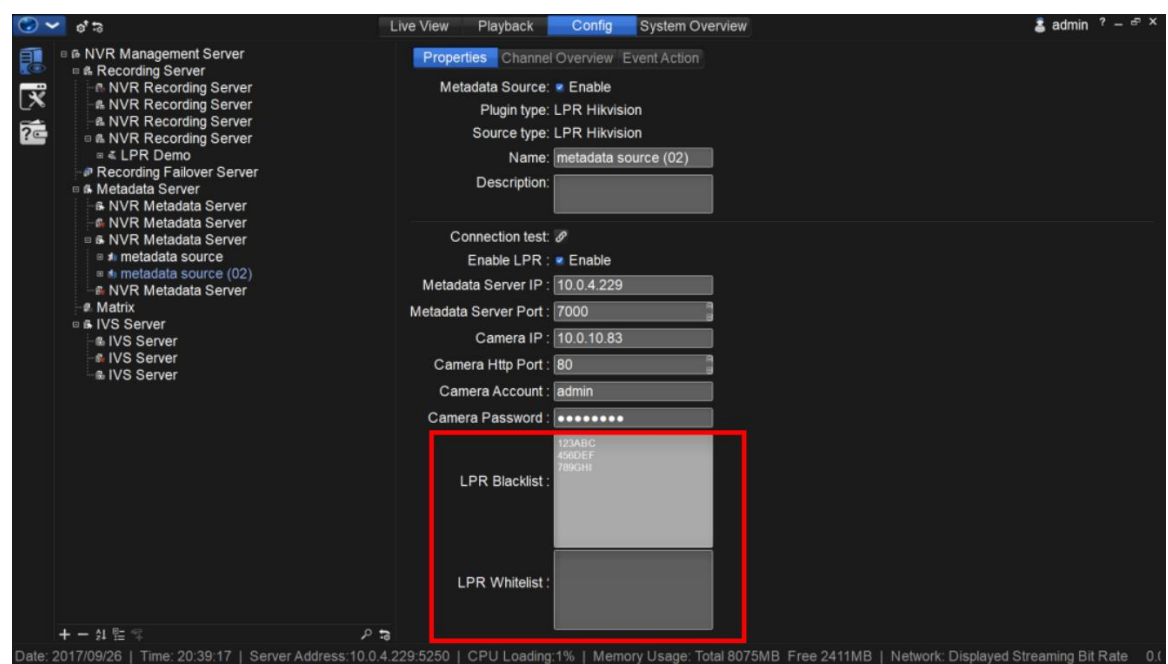 Live View Playback Config System Overview admin ? – ×
NVR Management Server
Recording Server
NVR Recording Server
NVR Recording Server
NVR Recording Server
NVR Recording Server
LPR Demo
Recording Failover Server
Metadata Server
NVR Metadata Server
NVR Metadata Server
NVR Metadata Server
metadata source
metadata source (02)
NVR Metadata Server
Matrix
IVS Server
IVS Server
IVS Server
IVS Server
Properties Channel Overview Event Action
Metadata Source: Enable
Plugin type: LPR Hikvision
Source type: LPR Hikvision
Name: metadata source (02)
Description:
Connection test:
Enable LPR : Enable
Metadata Server IP : 10.0.4.229
Metadata Server Port : 7000
Camera IP : 10.0.10.83
Camera Http Port : 80
Camera Account : admin
Camera Password : ●●●●●●●●
LPR Blacklist :
123ABC
456DEF
789GHI
LPR Whitelist :
Date: 2017/09/26 | Time: 20:39:17 | Server Address:10.0.4.229:5250 | CPU Loading:1% | Memory Usage: Total 8075MB Free 2411MB | Network: Displayed Streaming Bit Rate